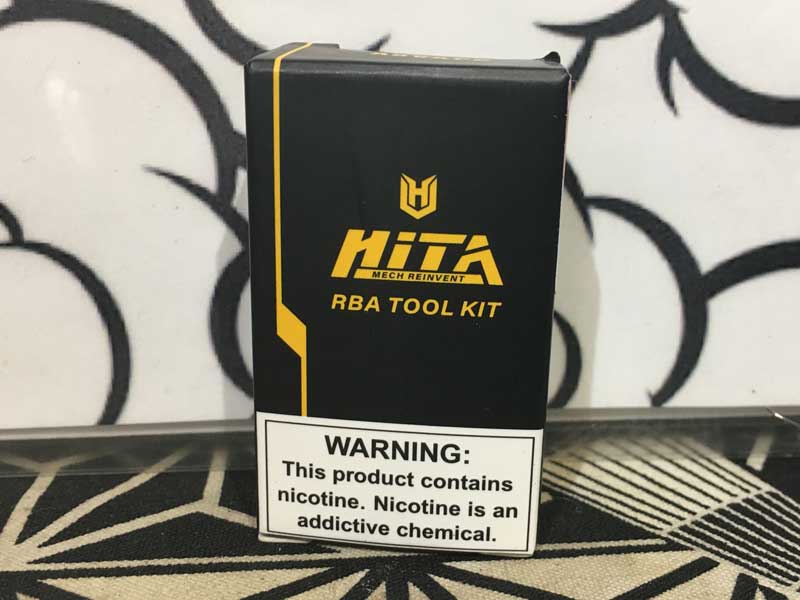 HiTA
MECH REINVENT
RBA TOOL KIT
WARNING:
This product contains
nicotine. Nicotine is an
addictive chemical.